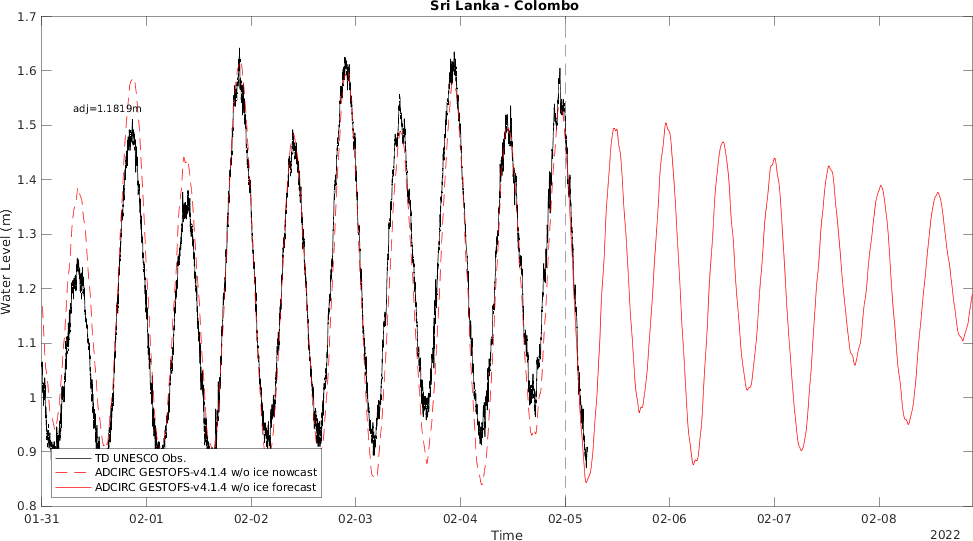 Sri Lanka - Colombo
1.7
1.6
1.5
1.4
1.3
1.2
1.1
1
0.9
0.8
Water Level (m)
adj=1.1819m
TD UNESCO Obs.
ADCIRC GESTOFS-v4.1.4 w/o ice nowcast
ADCIRC GESTOFS-v4.1.4 w/o ice forecast
01-31 02-01 02-02 02-03 02-04 02-05 02-06 02-07 02-08
Time
2022